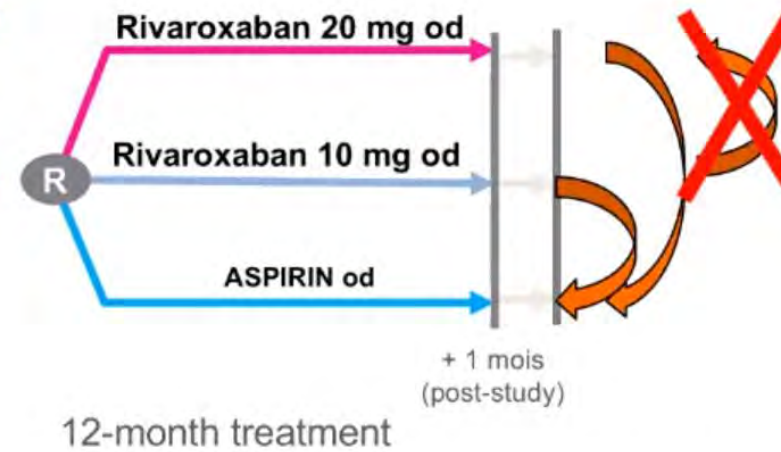 Rivaroxaban 20 mg od
Rivaroxaban 10 mg od
R
ASPIRIN od
+ 1 mois
(post-study)
12-month treatment